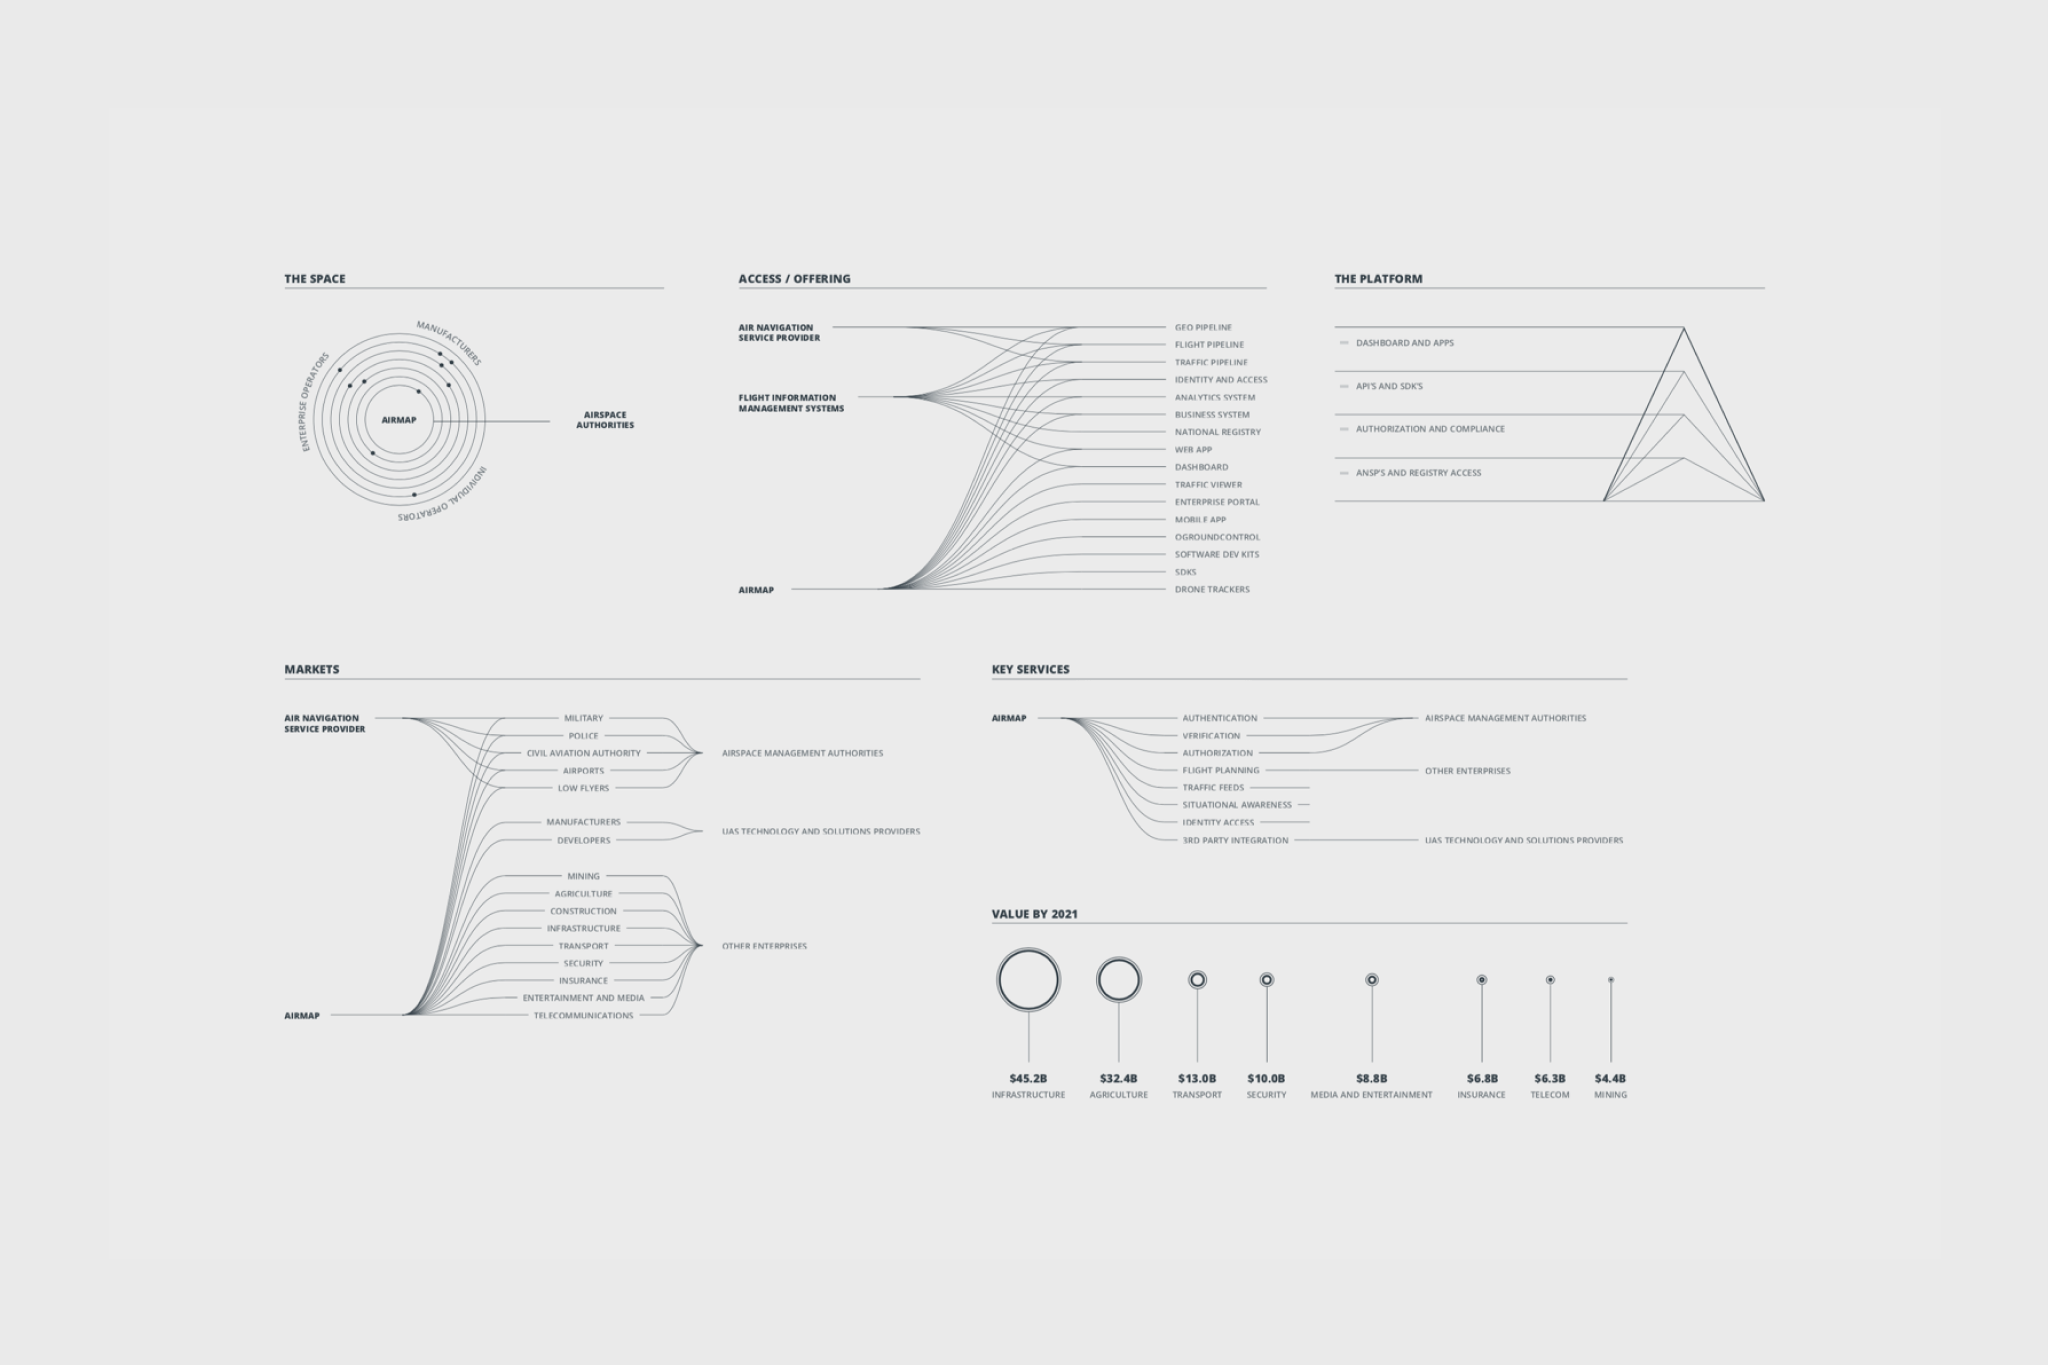 THE SPACE
MANUFACTURERS
ENTERPRISE OPERATORS
AIRMAP
AIRSPACE
AUTHORITIES
INDIVIDUAL OPERATORS
ACCESS / OFFERING
AIR NAVIGATION
SERVICE PROVIDER
FLIGHT INFORMATION
MANAGEMENT SYSTEMS
AIRMAP
GEO PIPELINE
FLIGHT PIPELINE
TRAFFIC PIPELINE
IDENTITY AND ACCESS
ANALYTICS SYSTEM
BUSINESS SYSTEM
NATIONAL REGISTRY
WEB APP
DASHBOARD
TRAFFIC VIEWER
ENTERPRISE PORTAL
MOBILE APP
OGROUNDCONTROL
SOFTWARE DEV KITS
SDKS
DRONE TRACKERS
THE PLATFORM
DASHBOARD AND APPS
API'S AND SDK'S
AUTHORIZATION AND COMPLIANCE
ANSP'S AND REGISTRY ACCESS
MARKETS
AIR NAVIGATION
SERVICE PROVIDER
AIRMAP
MILITARY
POLICE
CIVIL AVIATION AUTHORITY
AIRPORTS
LOW FLYERS
MANUFACTURERS
DEVELOPERS
MINING
AGRICULTURE
CONSTRUCTION
INFRASTRUCTURE
TRANSPORT
SECURITY
INSURANCE
ENTERTAINMENT AND MEDIA
TELECOMMUNICATIONS
AIRSPACE MANAGEMENT AUTHORITIES
UAS TECHNOLOGY AND SOLUTIONS PROVIDERS
OTHER ENTERPRISES
KEY SERVICES
AIRMAP
AUTHENTICATION
VERIFICATION
AUTHORIZATION
FLIGHT PLANNING
TRAFFIC FEEDS
SITUATIONAL AWARENESS
IDENTITY ACCESS
3RD PARTY INTEGRATION
AIRSPACE MANAGEMENT AUTHORITIES
OTHER ENTERPRISES
UAS TECHNOLOGY AND SOLUTIONS PROVIDERS
VALUE BY 2021
$45.2B
INFRASTRUCTURE
$32.4B
AGRICULTURE
$13.0B
TRANSPORT
$10.0B
SECURITY
$8.8B
MEDIA AND ENTERTAINMENT
$6.8B
INSURANCE
$6.3B
TELECOM
$4.4B
MINING